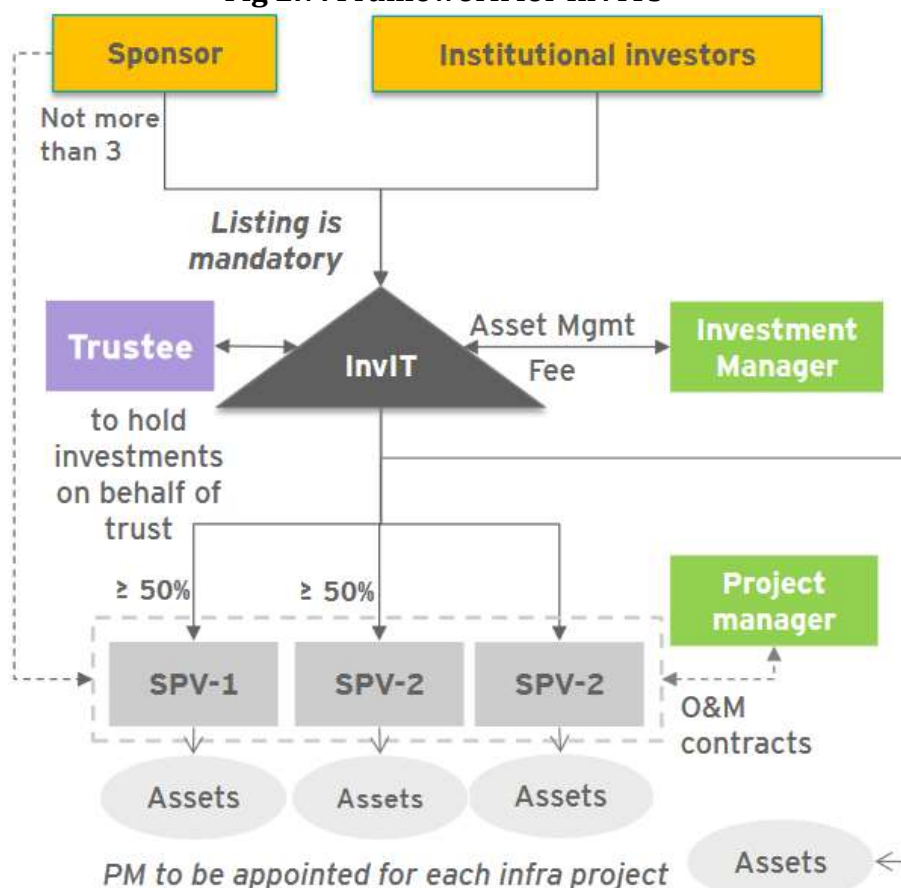 Sponsor
Institutional investors
Not more
than 3
Listing is
mandatory
Trustee
InvIT
Asset Mgmt
Fee
Investment
Manager
to hold
investments
on behalf of
trust
≥ 50%
≥ 50%
Project
manager
SPV-1
SPV-2
SPV-2
O&M
contracts
Assets
Assets
Assets
PM to be appointed for each infra project
Assets